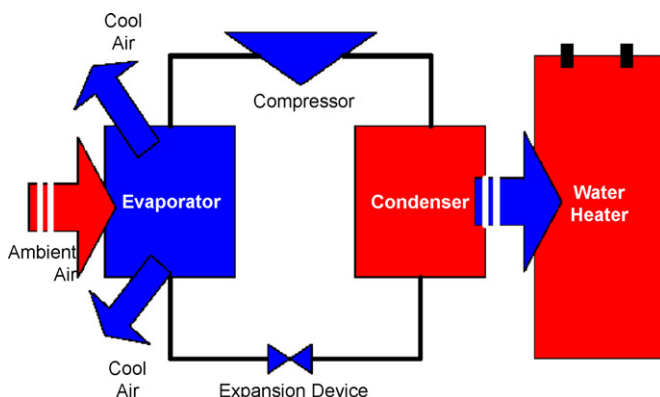 Cool
Air
Compressor
Evaporator
Condenser
Water
Heater
Ambient
Air
Cool
Air
Expansion Device